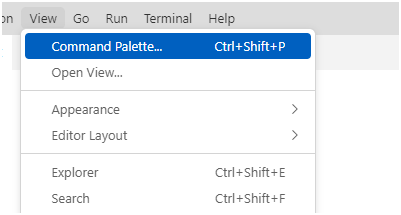 on View Go Run Terminal Help
Command Palette... Ctrl+Shift+P
Open View...
Appearance
Editor Layout
Explorer Ctrl+Shift+E
Search Ctrl+Shift+F